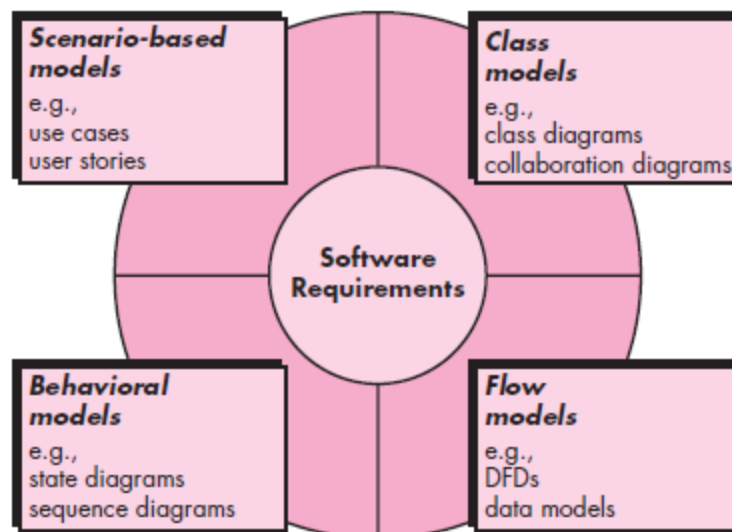 Scenario-based
models
e.g.,
use cases
user stories
Class
models
e.g.,
class diagrams
collaboration diagrams
Software
Requirements
Behavioral
models
e.g.,
state diagrams
sequence diagrams
Flow
models
e.g.,
DFDs
data models